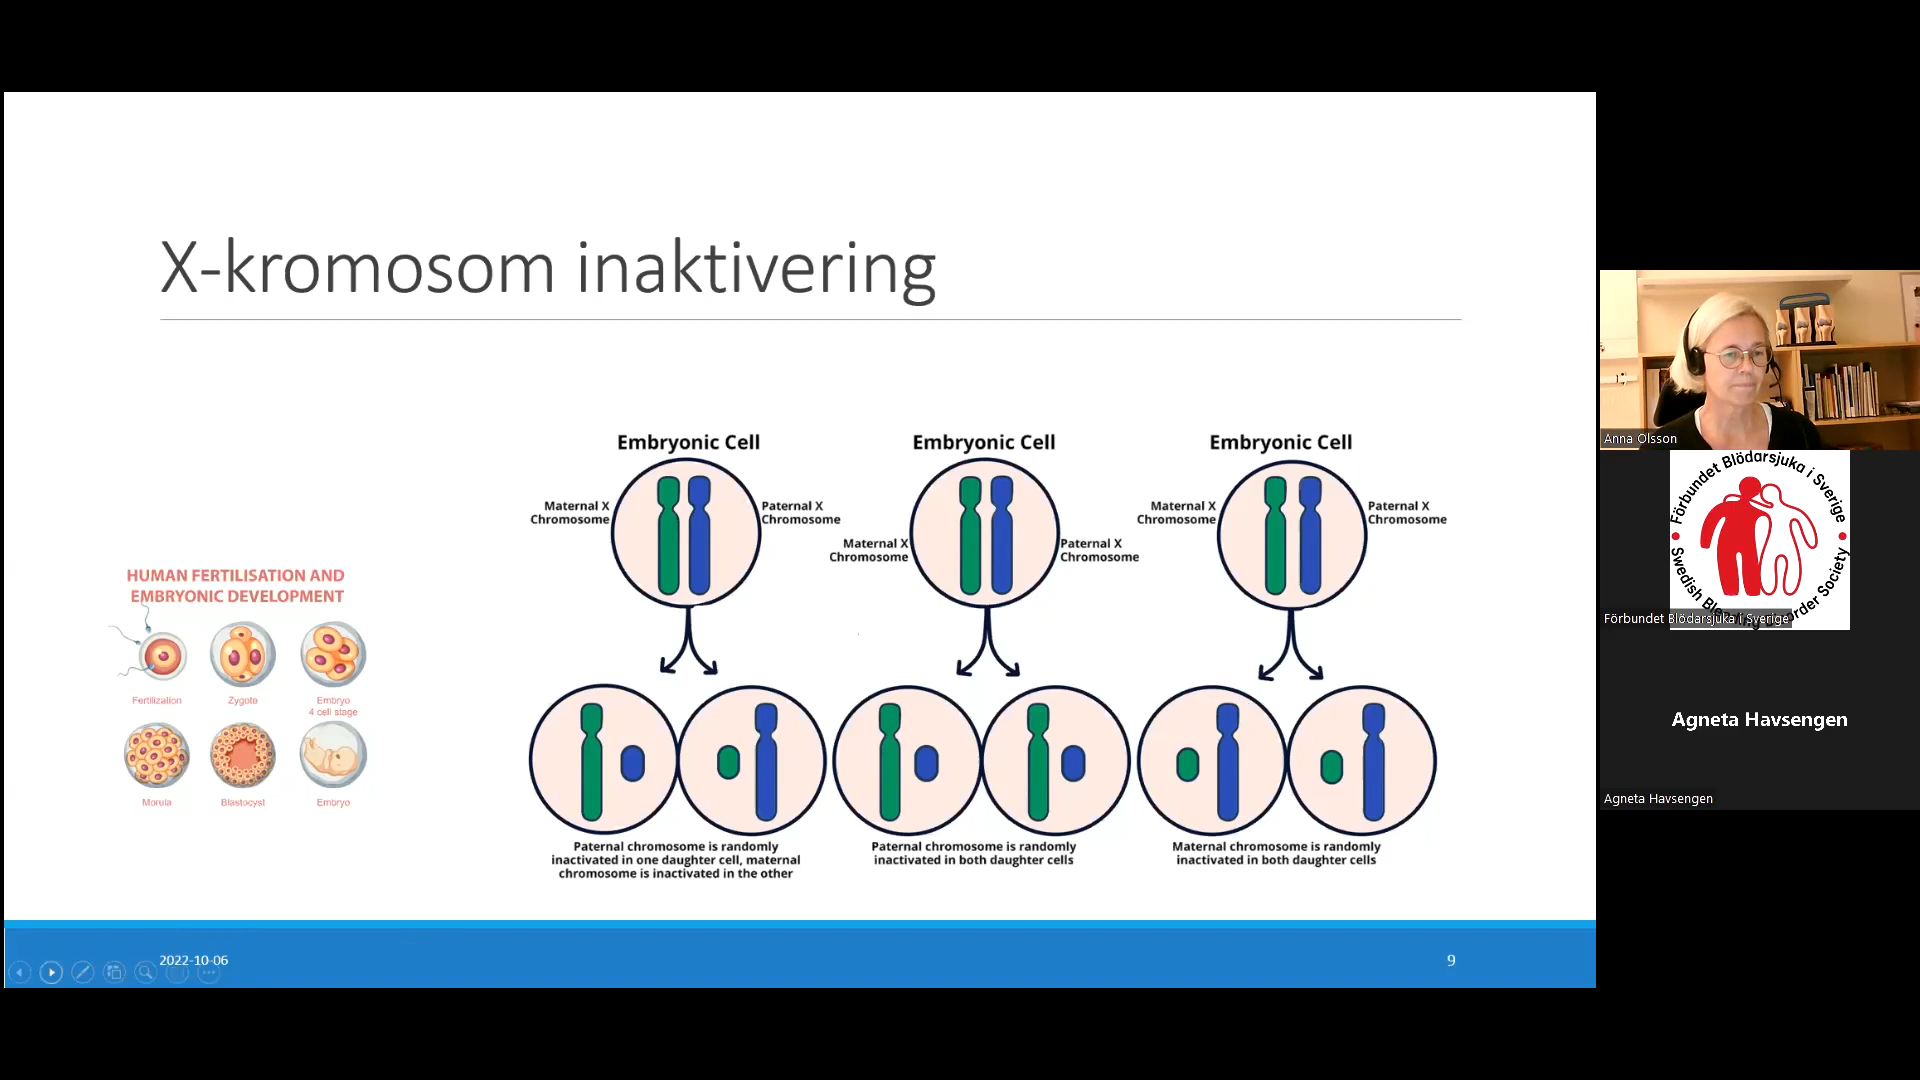 X-kromosom inaktivering
HUMAN FERTILISATION AND
EMBRYONIC DEVELOPMENT
Fertilization
Zygote
Embryo
4 cell stage
Morula
Blastocyst
Embryo
Embryonic Cell
Maternal X
Chromosome
Paternal X
Chromosome
Embryonic Cell
Maternal X
Chromosome
Paternal X
Chromosome
Embryonic Cell
Maternal X
Chromosome
Paternal X
Chromosome
Paternal chromosome is randomly
inactivated in one daughter cell, maternal
chromosome is inactivated in the other
Paternal chromosome is randomly
inactivated in both daughter cells
Maternal chromosome is randomly
inactivated in both daughter cells
2022-10-06
9
Anna Olsson
Förbundet Blödarsjuka i Sverige
Swedish Bleeding Disorder Society
Förbundet Blödarsjuka i Sverige
Agneta Havsengen
Agneta Havsengen